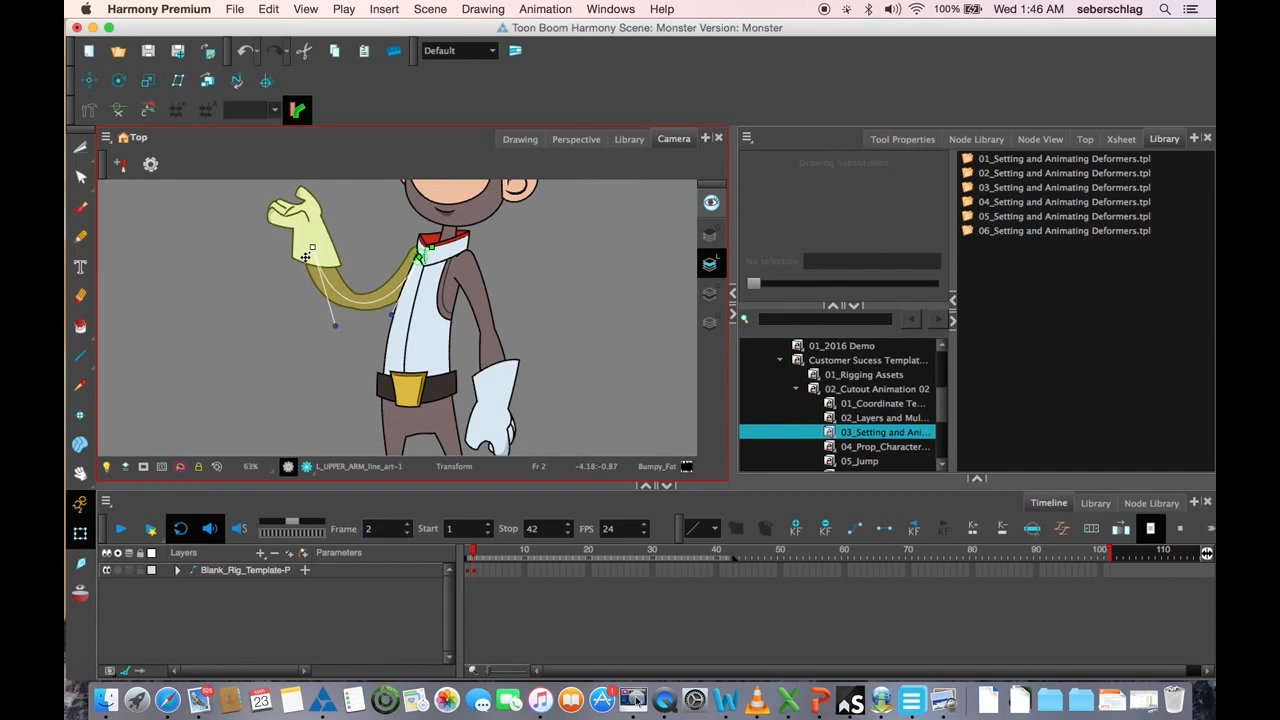 Harmony Premium File Edit View Play Insert Scene Drawing Animation Windows Help 100% Wed 1:46 AM seberschlag
Toon Boom Harmony Scene: Monster Version: Monster
Default
Top Drawing Perspective Library Camera
Tool Properties Node Library Node View Top Xsheet Library
Drawing Substitution
01_Setting and Animating Deformers.tpl
02_Setting and Animating Deformers.tpl
03_Setting and Animating Deformers.tpl
04_Setting and Animating Deformers.tpl
05_Setting and Animating Deformers.tpl
06_Setting and Animating Deformers.tpl
No selection
01_2016 Demo
Customer Sucess Templat...
01_Rigging Assets
02_Cutout Animation 02
01_Coordinate Te...
02_Layers and Mul...
03_Setting and Ani...
04_Prop_Character...
05_Jump
63% L_UPPER_ARM_line_art-1 Transform Fr 2 -4.18:-0.87 Bumpy_Fat
Timeline Library Node View
Frame 2 Start 1 Stop 42 FPS 24
Layers Parameters
10 20 30 40 50 60 70 80 90 100 110
Blank_Rig_Template-P